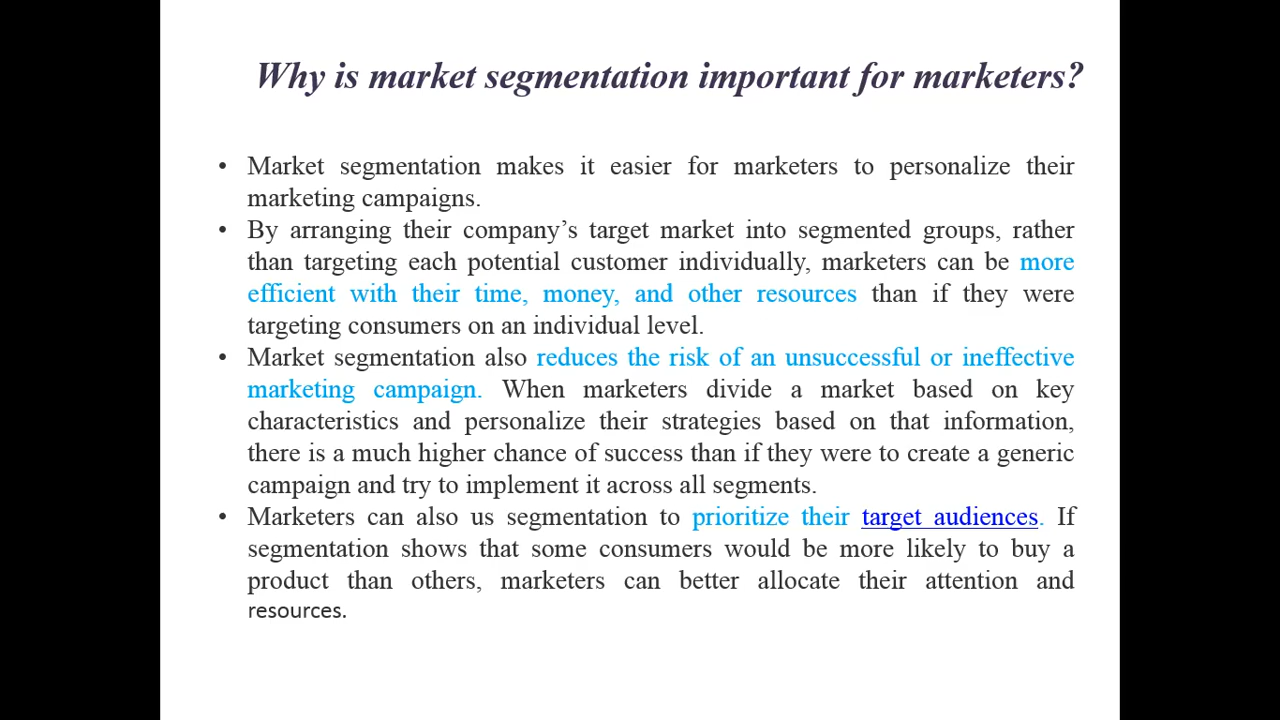 Why is market segmentation important for marketers?
• Market segmentation makes it easier for marketers to personalize their
marketing campaigns.
• By arranging their company’s target market into segmented groups, rather
than targeting each potential customer individually, marketers can be more
efficient with their time, money, and other resources than if they were
targeting consumers on an individual level.
• Market segmentation also reduces the risk of an unsuccessful or ineffective
marketing campaign. When marketers divide a market based on key
characteristics and personalize their strategies based on that information,
there is a much higher chance of success than if they were to create a generic
campaign and try to implement it across all segments.
• Marketers can also us segmentation to prioritize their target audiences. If
segmentation shows that some consumers would be more likely to buy a
product than others, marketers can better allocate their attention and
resources.